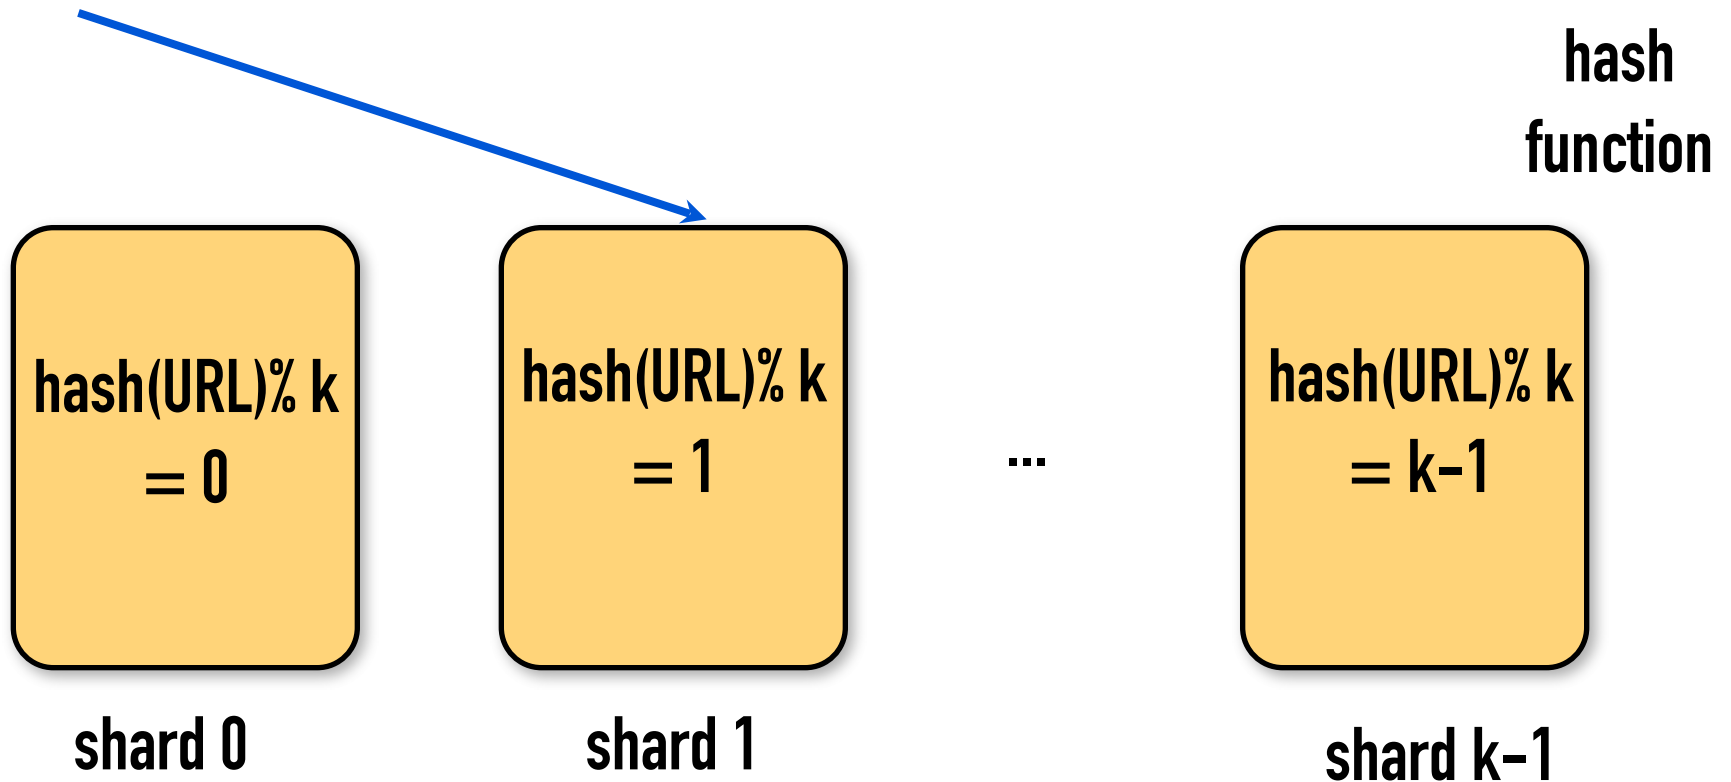 hash
function
hash(URL)% k
= 0
hash(URL)% k
= 1
...
hash(URL)% k
= k-1
shard 0
shard 1
shard k-1